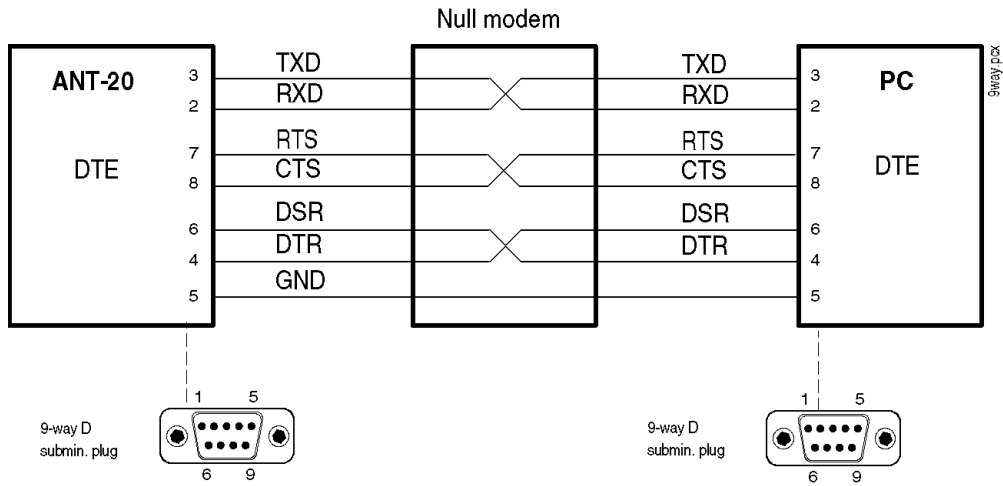 Null modem
ANT-20
DTE
3
2
7
8
6
4
5
TXD
RXD
RTS
CTS
DSR
DTR
GND
TXD
RXD
RTS
CTS
DSR
DTR
3
2
7
8
6
4
5
PC
DTE
9way.pcx
9-way D
submin. plug
1 5
6 9
9-way D
submin. plug
1 5
6 9